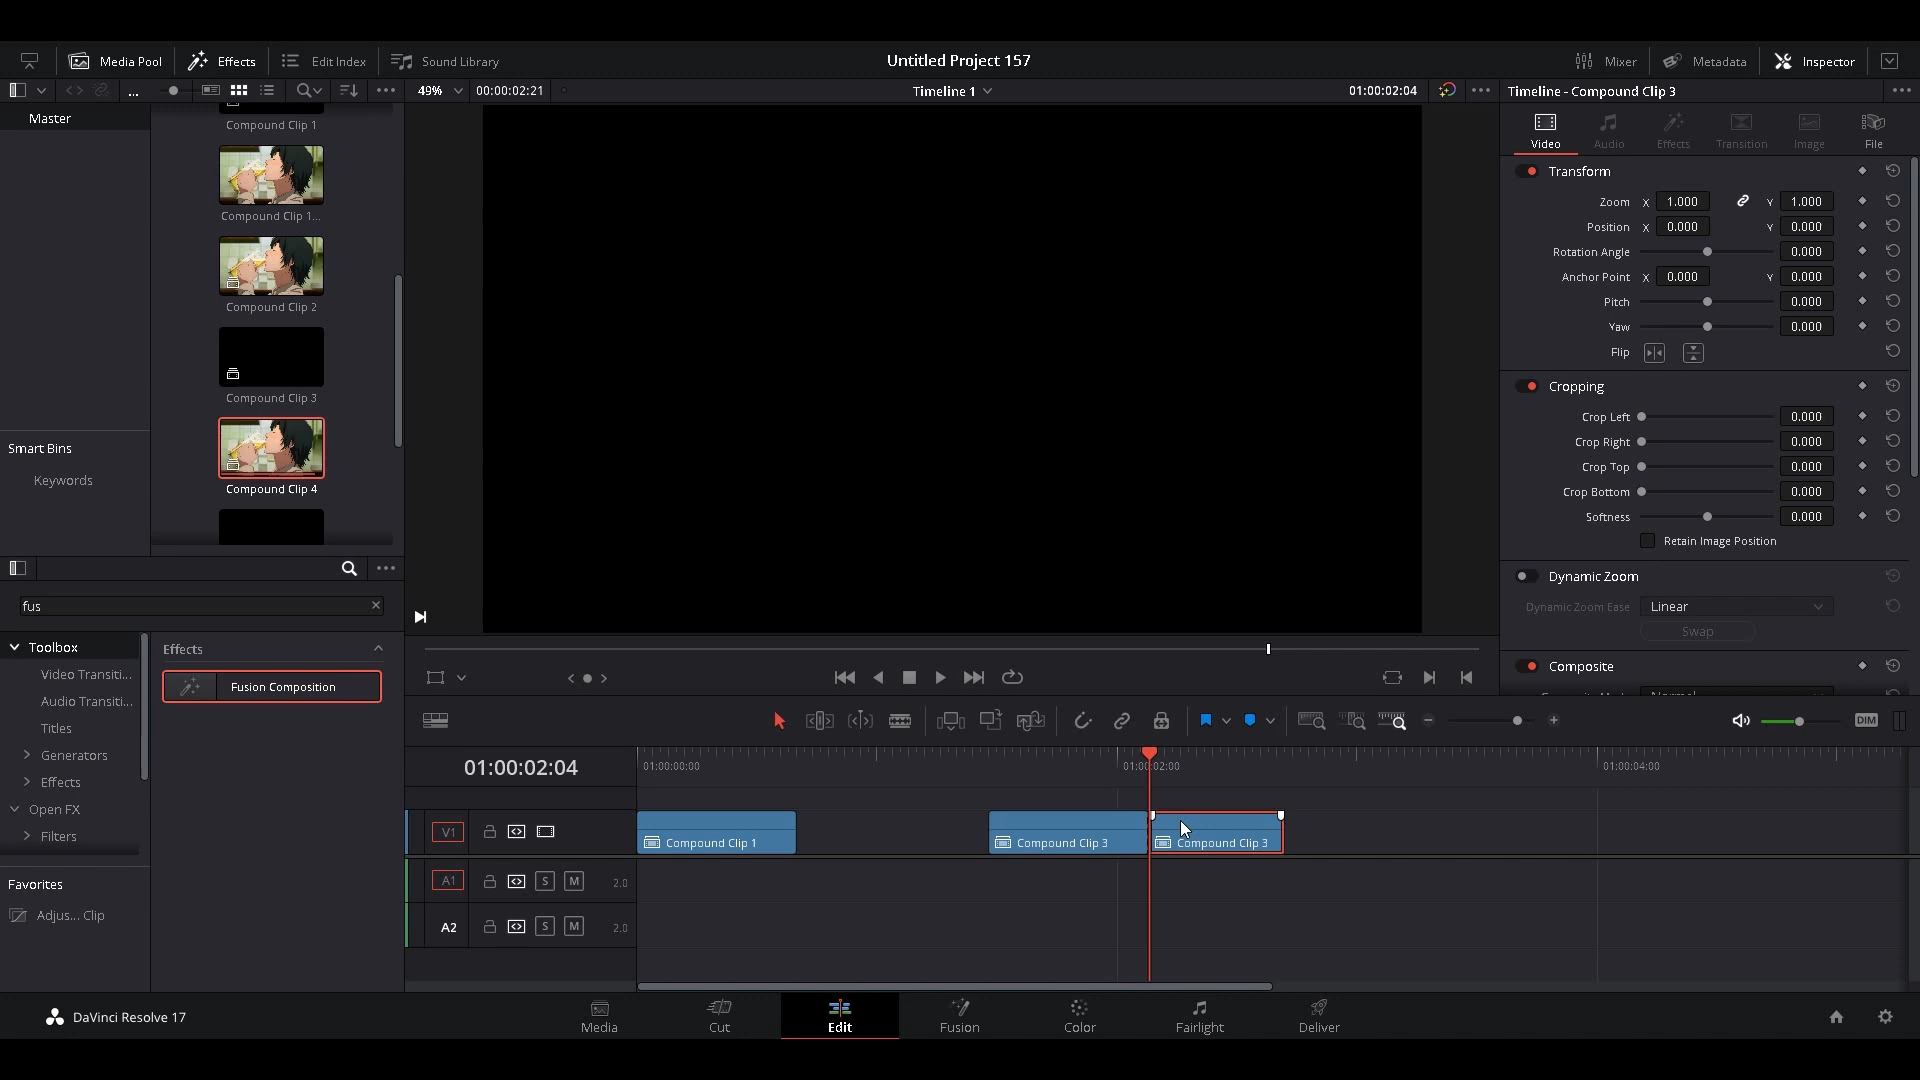 Media Pool
Effects
Edit Index
Sound Library
Untitled Project 157
Mixer
Metadata
Inspector
49%
00:00:02:21
Timeline 1
01:00:02:04
Timeline - Compound Clip 3
Master
Compound Clip 1
Compound Clip 1...
Compound Clip 2
Compound Clip 3
Compound Clip 4
Smart Bins
Keywords
Video
Audio
Effects
Transition
Image
File
Transform
Zoom X 1.000 Y 1.000
Position X 0.000 Y 0.000
Rotation Angle 0.000
Anchor Point X 0.000 Y 0.000
Pitch 0.000
Yaw 0.000
Flip
Cropping
Crop Left 0.000
Crop Right 0.000
Crop Top 0.000
Crop Bottom 0.000
Softness 0.000
Retain Image Position
Dynamic Zoom
Dynamic Zoom Ease Linear
Swap
Composite
fus
Toolbox
Video Transiti...
Audio Transiti...
Titles
Generators
Effects
Open FX
Filters
Favorites
Adjus... Clip
Effects
Fusion Composition
DIM
01:00:02:04
01:00:00:00
01:00:02:00
01:00:04:00
V1
Compound Clip 1
Compound Clip 3
Compound Clip 3
A1 S M 2.0
A2 S M 2.0
DaVinci Resolve 17
Media
Cut
Edit
Fusion
Color
Fairlight
Deliver